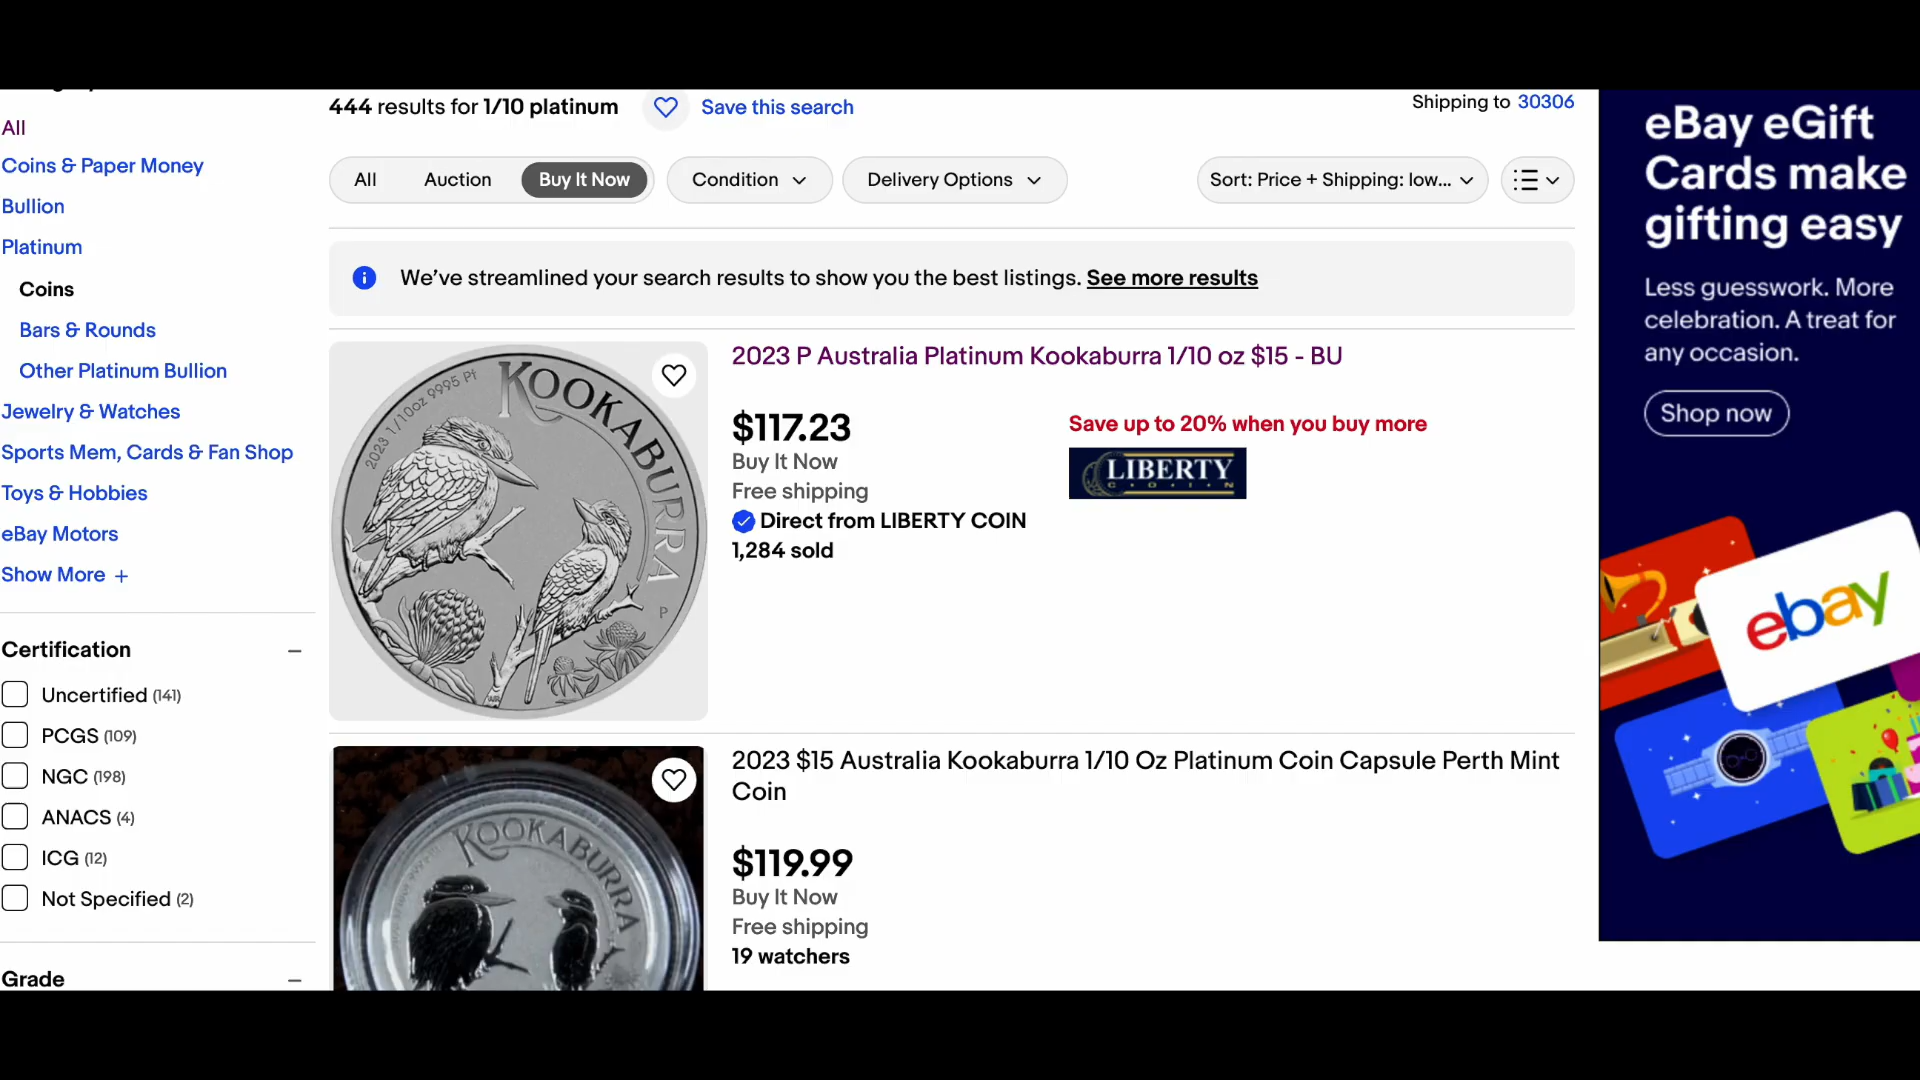 444 results for 1/10 platinum
Save this search
Shipping to 30306
All
Coins & Paper Money
Bullion
Platinum
Coins
Bars & Rounds
Other Platinum Bullion
Jewelry & Watches
Sports Mem, Cards & Fan Shop
Toys & Hobbies
eBay Motors
Show More +
Certification
Uncertified (141)
PCGS (109)
NGC (198)
ANACS (4)
ICG (12)
Not Specified (2)
Grade
All
Auction
Buy It Now
Condition
Delivery Options
Sort: Price + Shipping: low...
We've streamlined your search results to show you the best listings. See more results
KOOKABURRA
2023 1/10oz 9995 Pt
P
2023 P Australia Platinum Kookaburra 1/10 oz $15 - BU
$117.23
Buy It Now
Free shipping
Direct from LIBERTY COIN
1,284 sold
Save up to 20% when you buy more
LIBERTY
COIN
KOOKABURRA
2023 $15 Australia Kookaburra 1/10 Oz Platinum Coin Capsule Perth Mint
Coin
$119.99
Buy It Now
Free shipping
19 watchers
eBay eGift
Cards make
gifting easy
Less guesswork. More
celebration. A treat for
any occasion.
Shop now
ebay